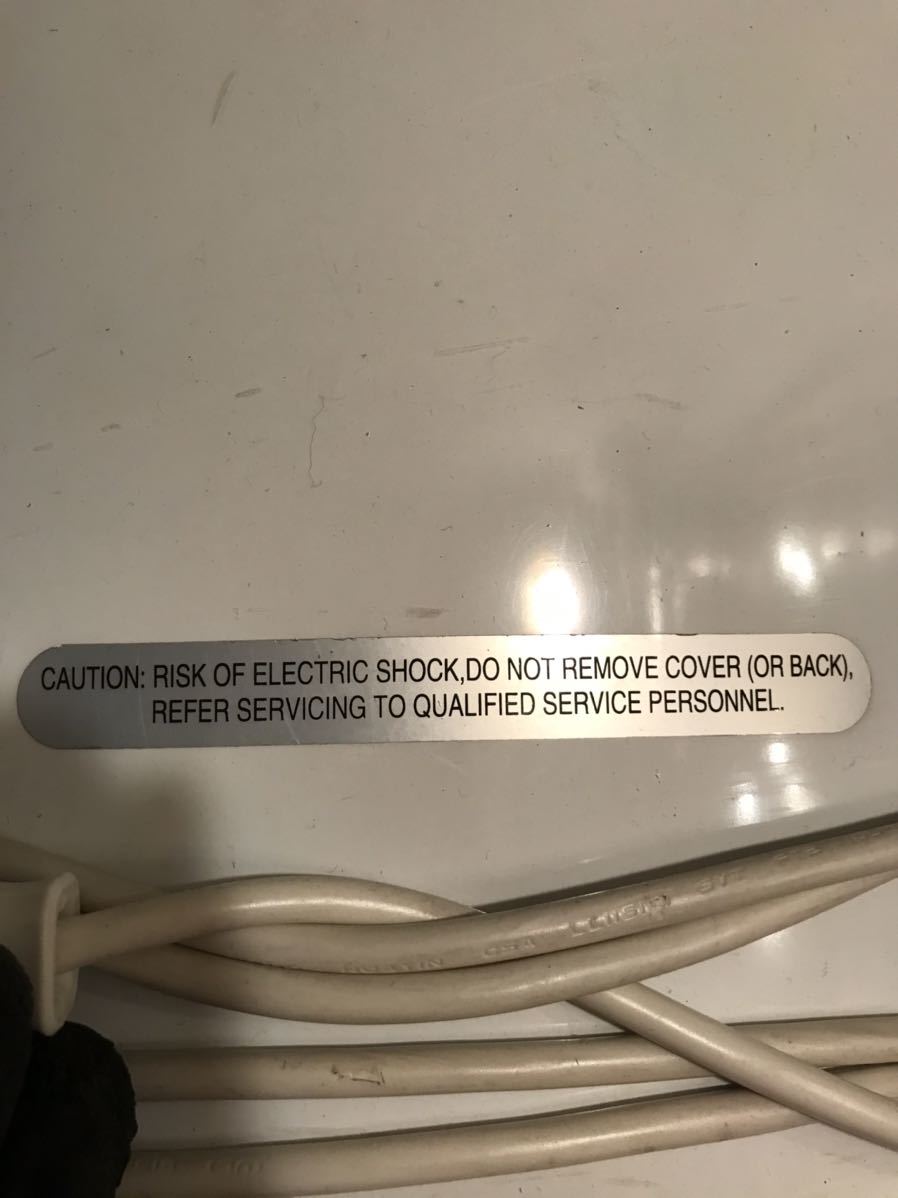 CAUTION: RISK OF ELECTRIC SHOCK,DO NOT REMOVE COVER (OR BACK),
REFER SERVICING TO QUALIFIED SERVICE PERSONNEL.